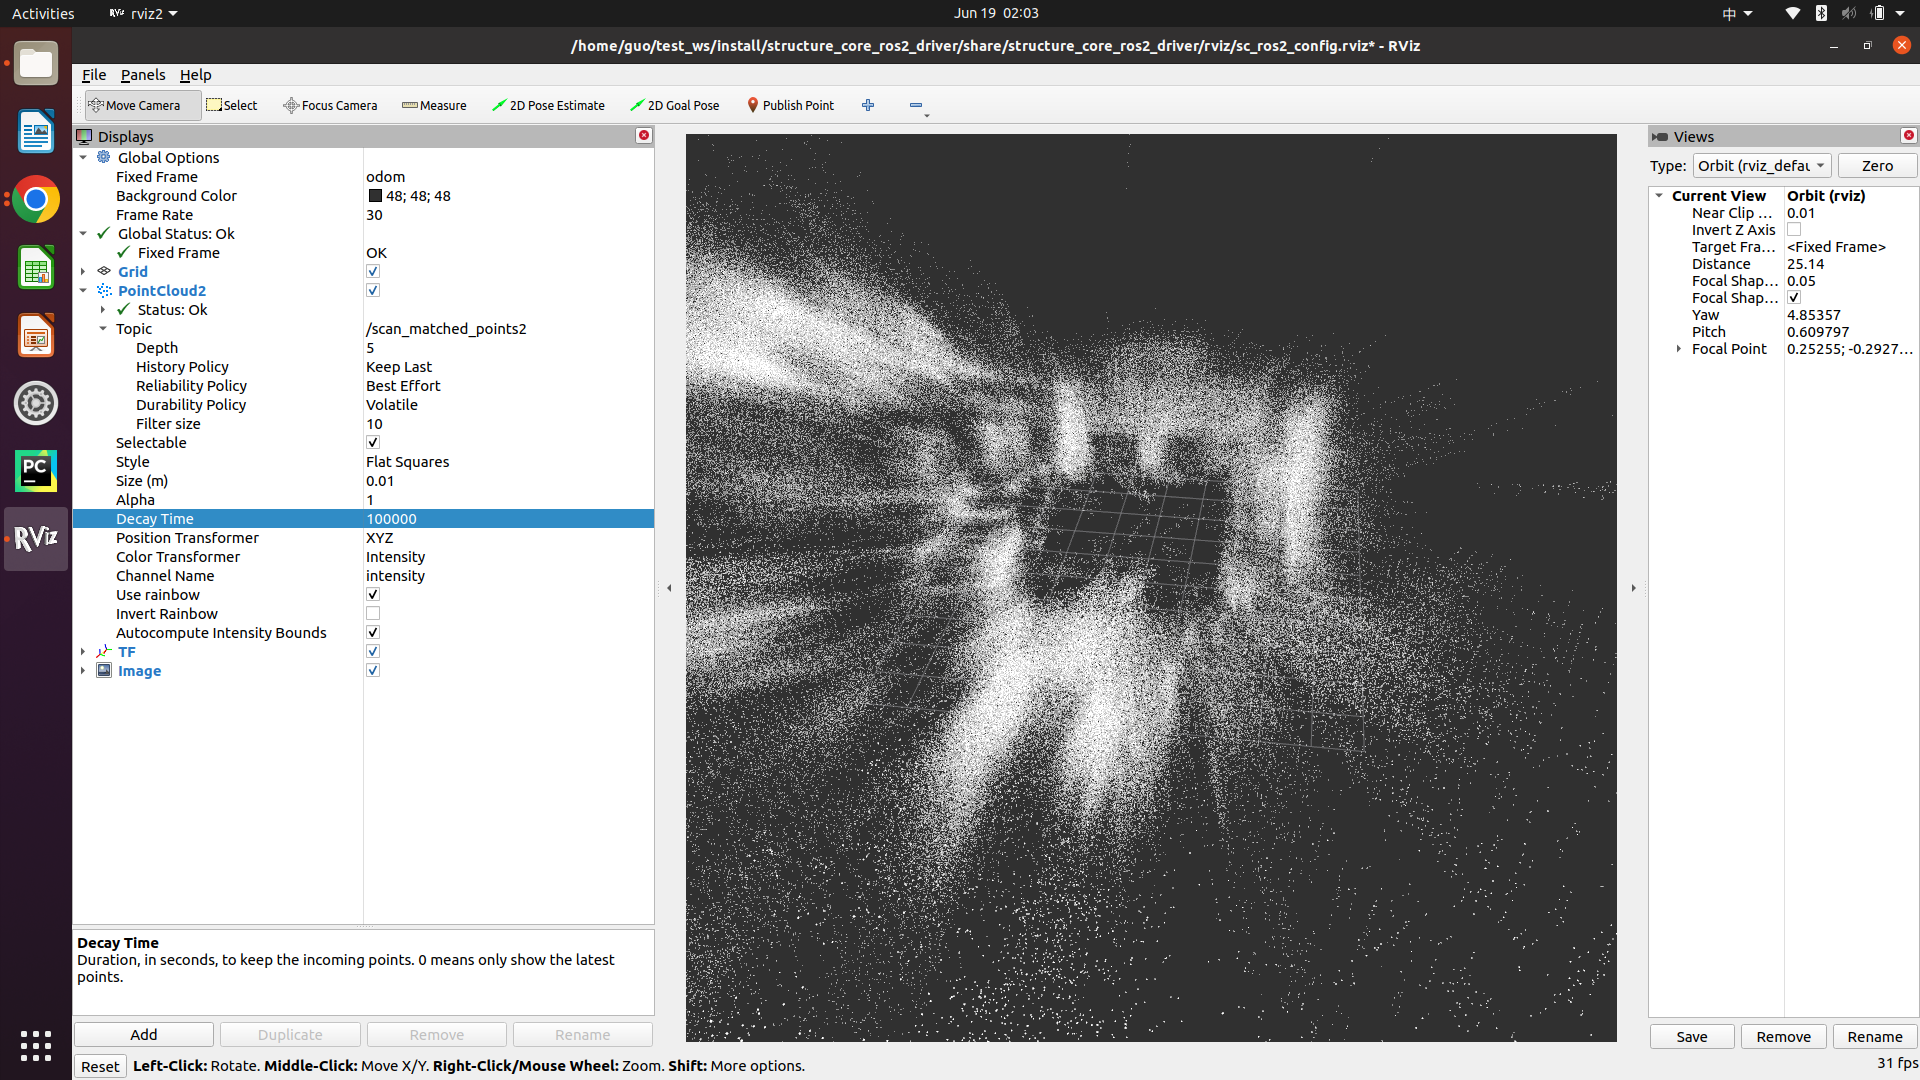 Activities
RViz
rviz2
Jun 19 02:03
中
/home/guo/test_ws/install/structure_core_ros2_driver/share/structure_core_ros2_driver/rviz/sc_ros2_config.rviz* - RViz
File Panels Help
Move Camera Select Focus Camera Measure 2D Pose Estimate 2D Goal Pose Publish Point
Displays
Global Options
Fixed Frame odom
Background Color 48; 48; 48
Frame Rate 30
Global Status: Ok
Fixed Frame OK
Grid
PointCloud2
Status: Ok
Topic /scan_matched_points2
Depth 5
History Policy Keep Last
Reliability Policy Best Effort
Durability Policy Volatile
Filter size 10
Selectable
Style Flat Squares
Size (m) 0.01
Alpha 1
Decay Time 100000
Position Transformer XYZ
Color Transformer Intensity
Channel Name intensity
Use rainbow
Invert Rainbow
Autocompute Intensity Bounds
TF
Image
Decay Time
Duration, in seconds, to keep the incoming points. 0 means only show the latest
points.
Add Duplicate Remove Rename
Reset Left-Click: Rotate. Middle-Click: Move X/Y. Right-Click/Mouse Wheel: Zoom. Shift: More options.
Views
Type: Orbit (rviz_defau Zero
Current View Orbit (rviz)
Near Clip ... 0.01
Invert Z Axis
Target Fra... <Fixed Frame>
Distance 25.14
Focal Shap... 0.05
Focal Shap...
Yaw 4.85357
Pitch 0.609797
Focal Point 0.25255; -0.2927...
Save Remove Rename
31 fps
PC
RViz